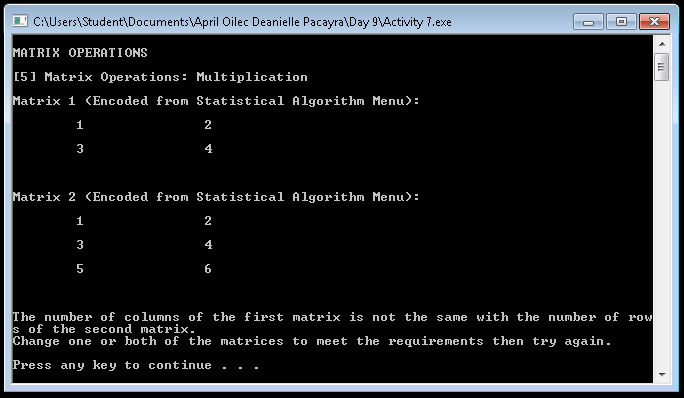 C:\Users\Student\Documents\April Oilec Deanielle Pacayra\Day 9\Activity 7.exe
MATRIX OPERATIONS
[5] Matrix Operations: Multiplication
Matrix 1 (Encoded from Statistical Algorithm Menu):
1 2
3 4
Matrix 2 (Encoded from Statistical Algorithm Menu):
1 2
3 4
5 6
The number of columns of the first matrix is not the same with the number of row
s of the second matrix.
Change one or both of the matrices to meet the requirements then try again.
Press any key to continue . . .